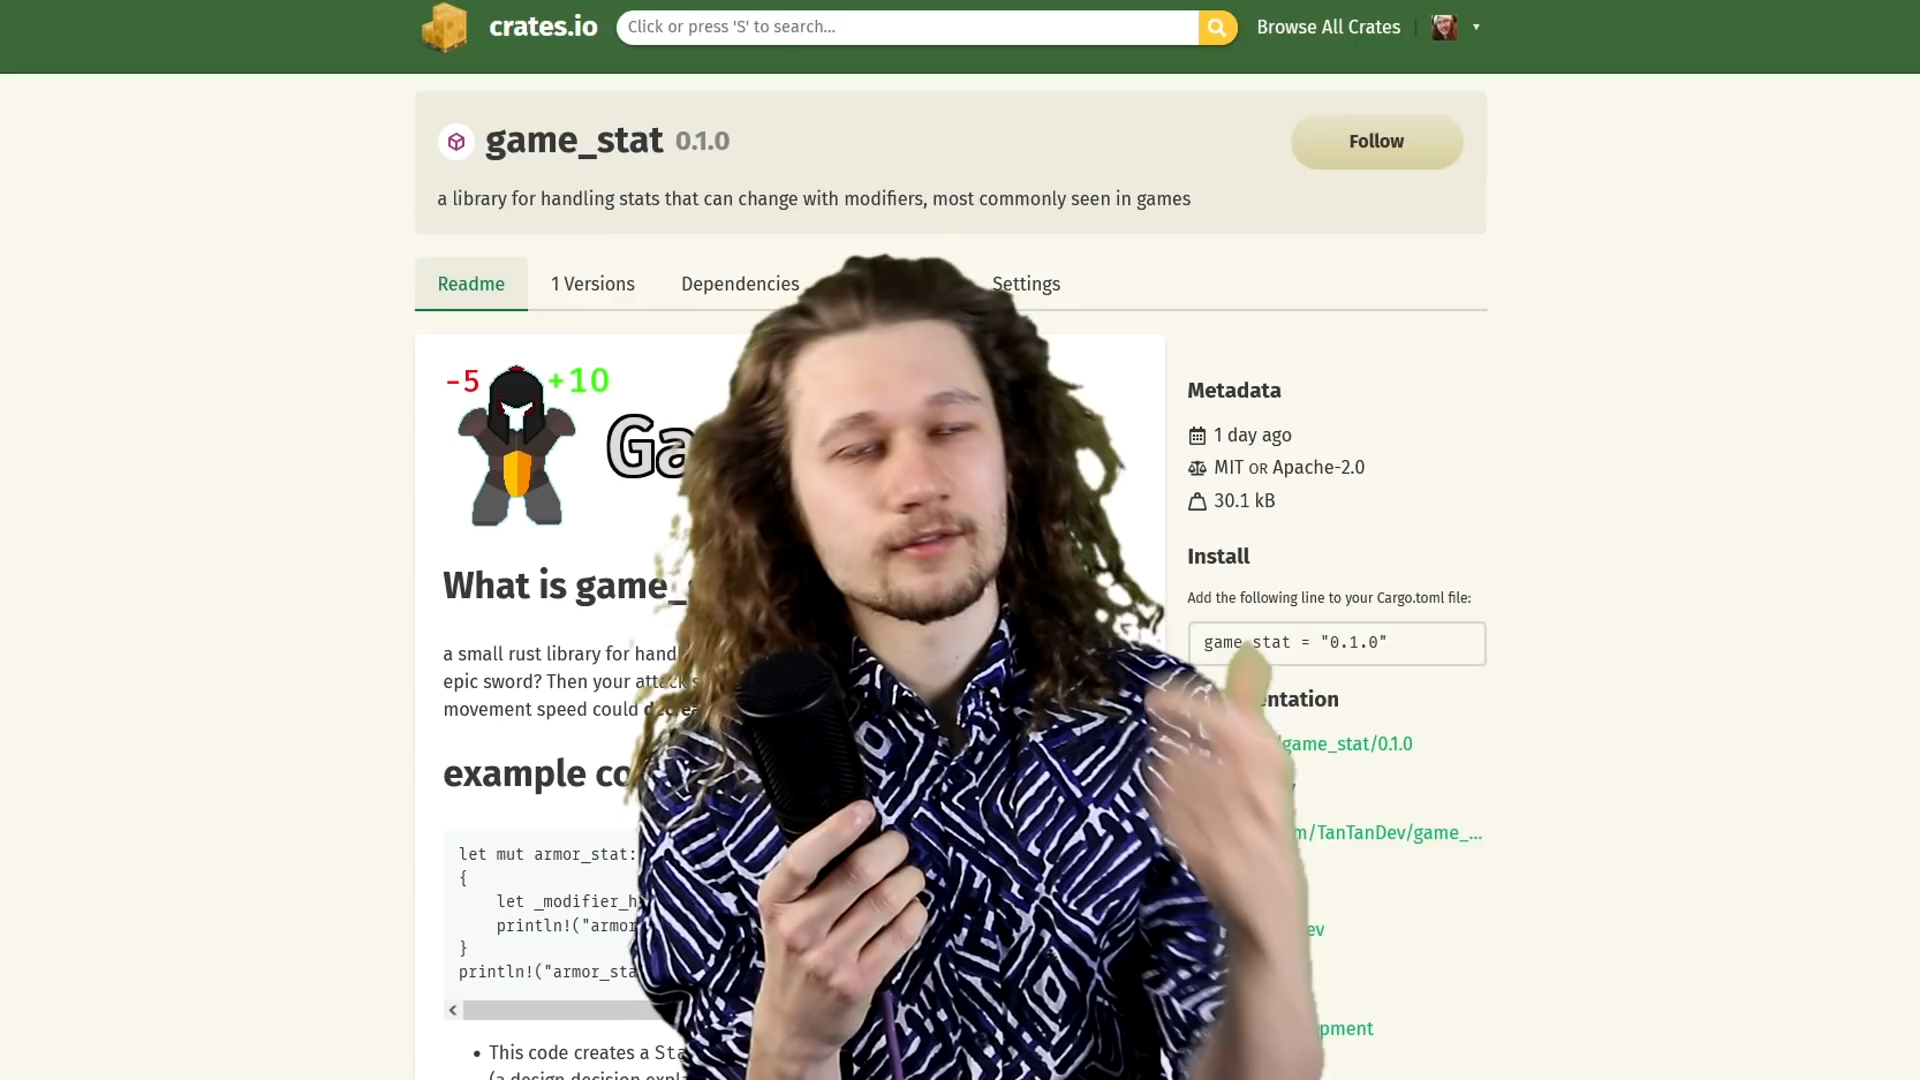 crates.io
Click or press 'S' to search...
Browse All Crates
game_stat 0.1.0
Follow
a library for handling stats that can change with modifiers, most commonly seen in games
Readme
1 Versions
Dependencies
Settings
-5
+10
Ga
Metadata
1 day ago
MIT OR Apache-2.0
30.1 kB
Install
Add the following line to your Cargo.toml file:
game_stat = "0.1.0"
What is game_
a small rust library for hand
epic sword? Then your attack s
movement speed could
entation
game_stat/0.1.0
m/TanTanDev/game_...
example co
let mut armor_stat:
{
let _modifier_h
println!("armor
}
println!("armor_sta
ev
pment
This code creates a Sta
(a design decision expla